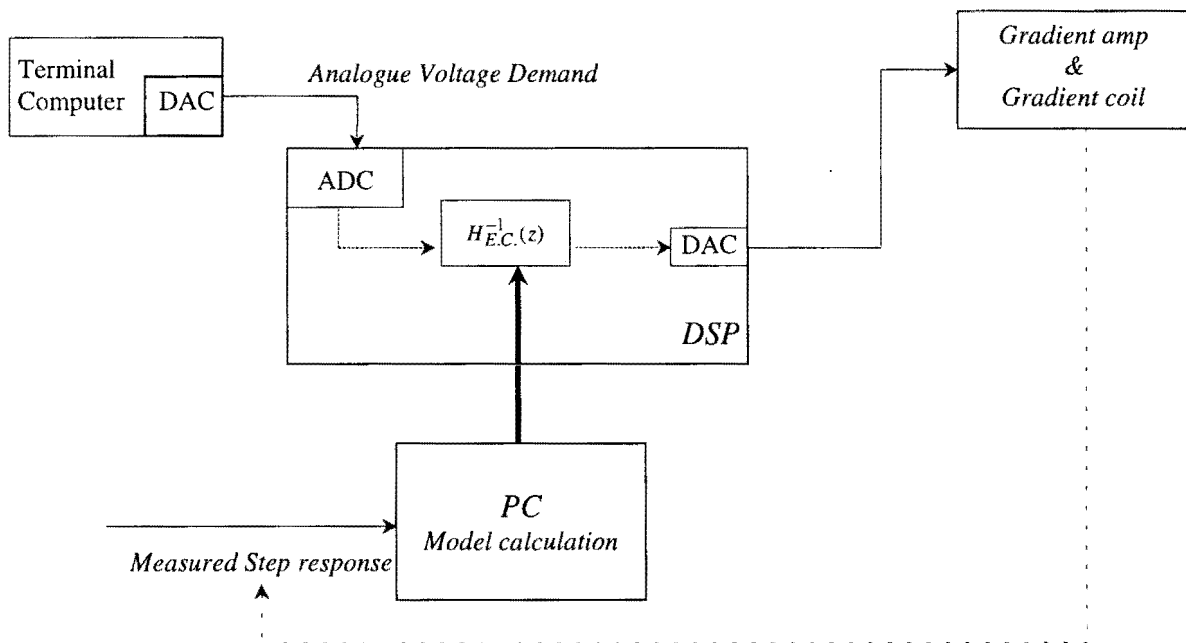 Terminal
Computer
DAC
Analogue Voltage Demand
Gradient amp
&
Gradient coil
ADC
H_{E.C.}^{-1}(z)
DAC
DSP
PC
Model calculation
Measured Step response